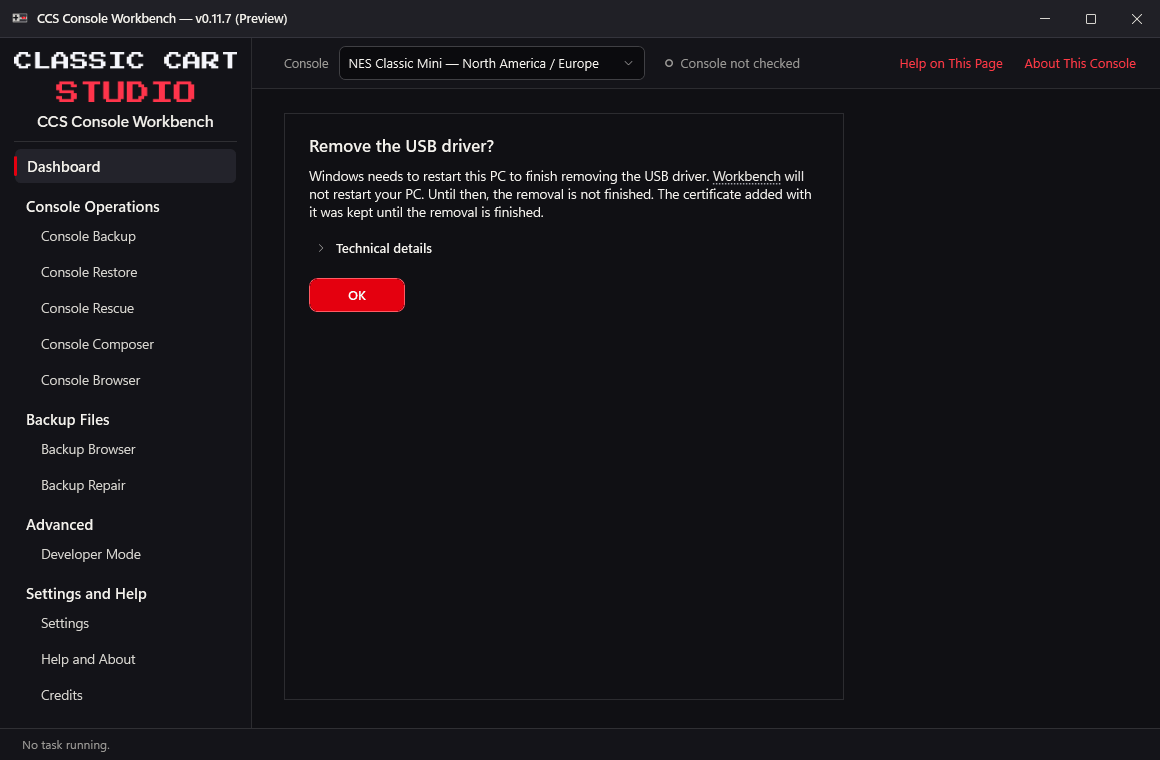 CCS Console Workbench — v0.11.7 (Preview)
CLASSIC CART
STUDIO
CCS Console Workbench
Dashboard
Console Operations
Console Backup
Console Restore
Console Rescue
Console Composer
Console Browser
Backup Files
Backup Browser
Backup Repair
Advanced
Developer Mode
Settings and Help
Settings
Help and About
Credits
Console
NES Classic Mini — North America / Europe
Console not checked
Help on This Page
About This Console
Remove the USB driver?
Windows needs to restart this PC to finish removing the USB driver. Workbench will
not restart your PC. Until then, the removal is not finished. The certificate added with
it was kept until the removal is finished.
Technical details
OK
No task running.